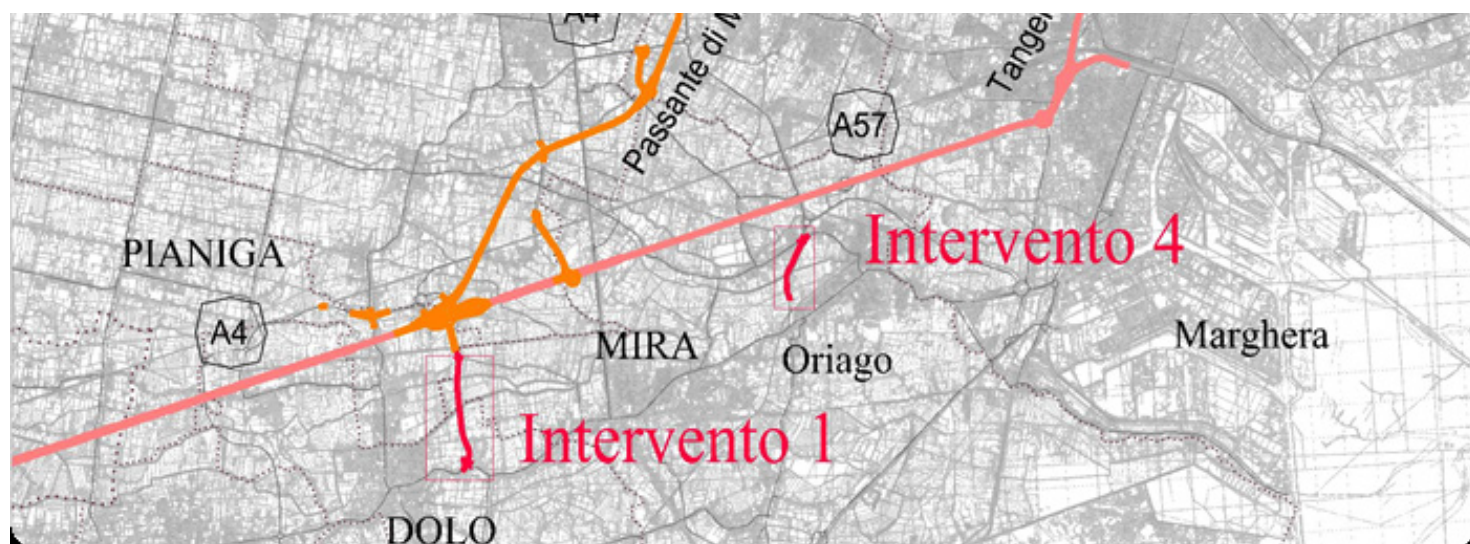 A4
Passante di M
Tange
A57
PIANIGA
Intervento 4
A4
MIRA
Oriago
Marghera
Intervento 1
DOLO